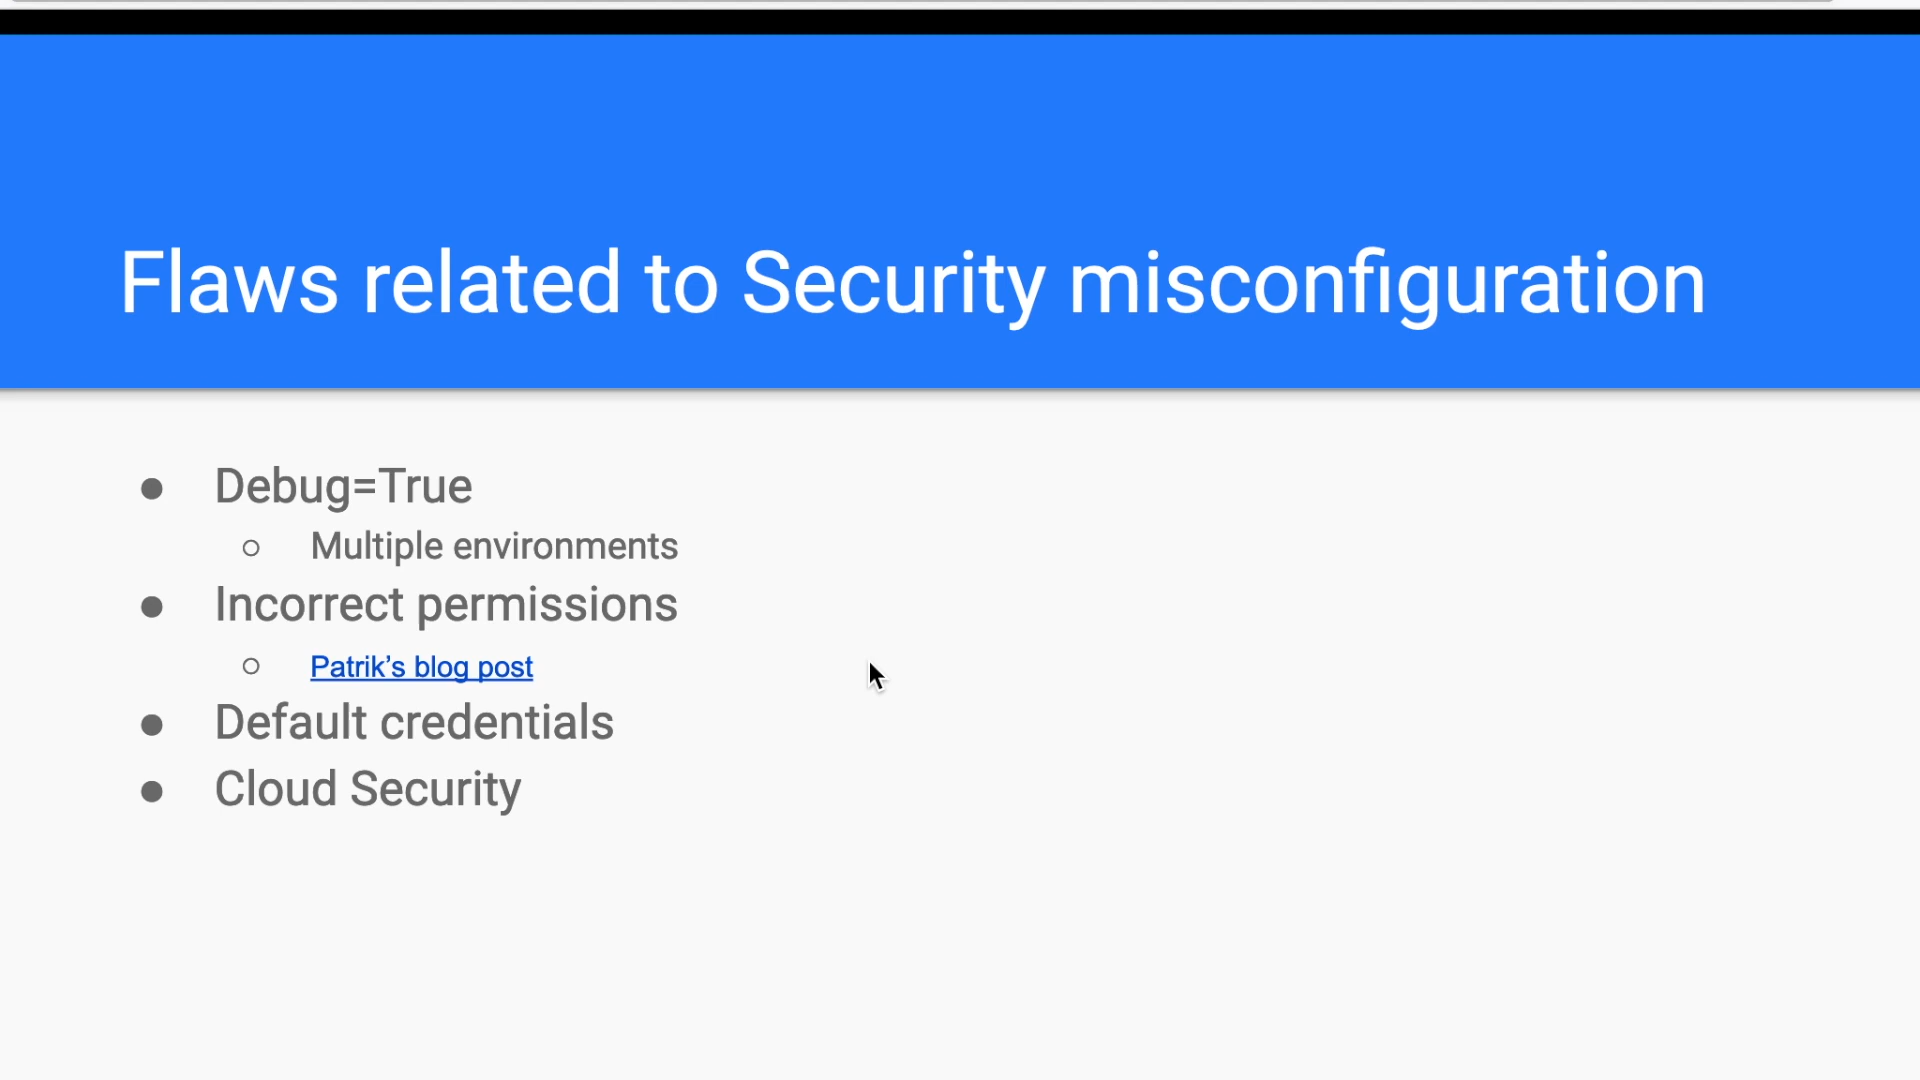 Flaws related to Security misconfiguration
● Debug=True
○ Multiple environments
● Incorrect permissions
○ Patrik’s blog post
● Default credentials
● Cloud Security